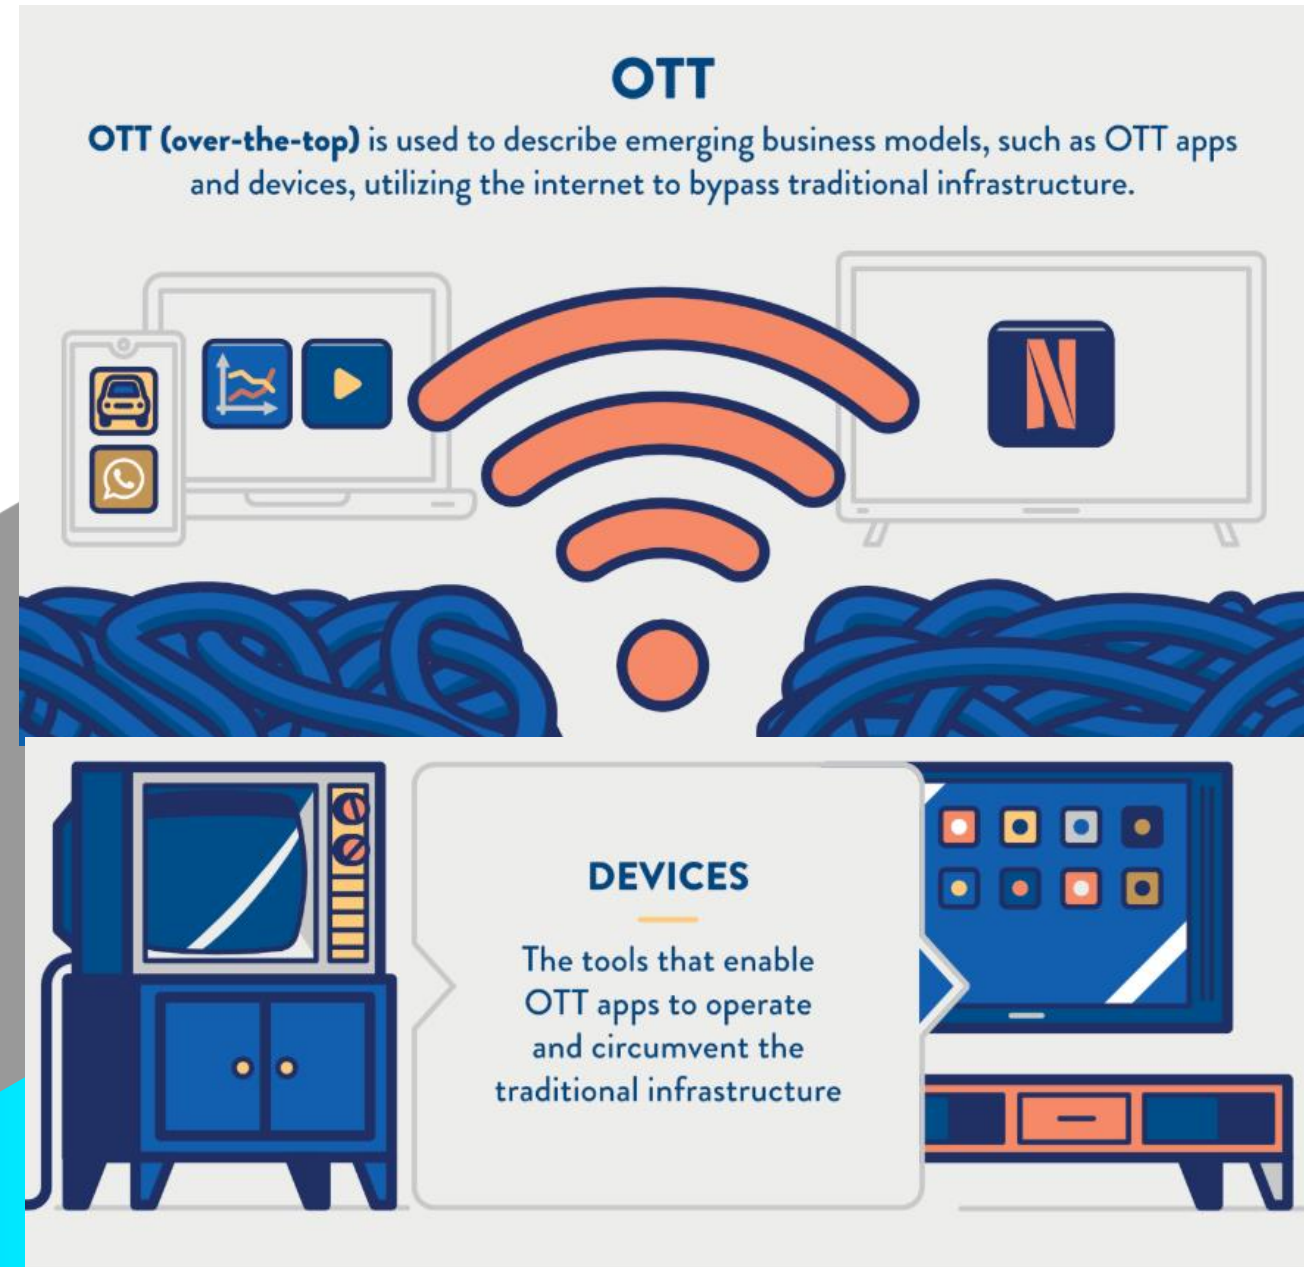 OTT
OTT (over-the-top) is used to describe emerging business models, such as OTT apps
and devices, utilizing the internet to bypass traditional infrastructure.
N
DEVICES
The tools that enable
OTT apps to operate
and circumvent the
traditional infrastructure